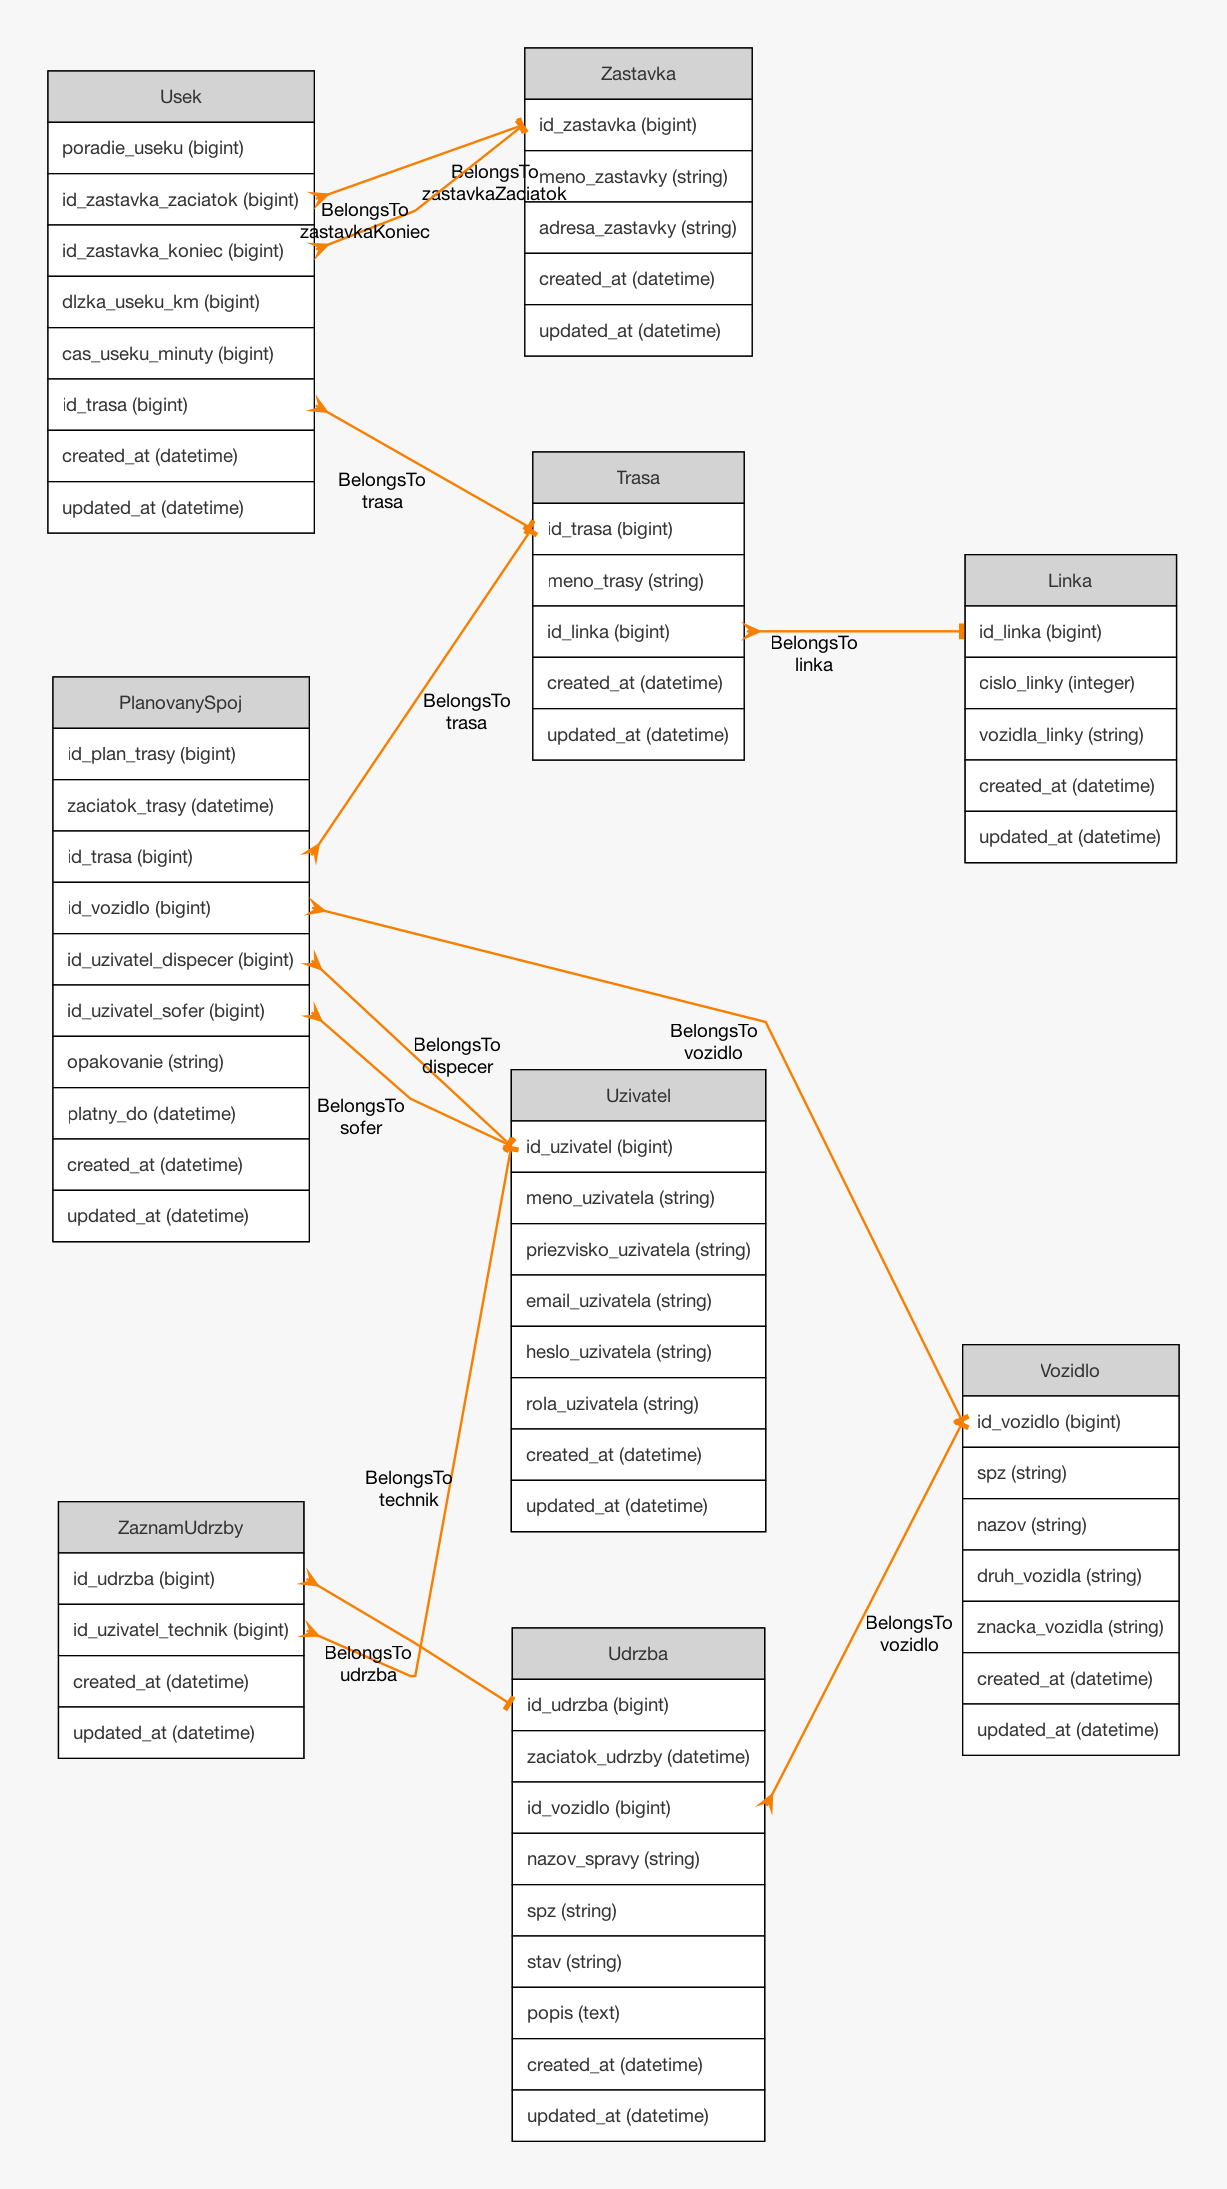 Usek
poradie_useku (bigint)
id_zastavka_zaciatok (bigint)
id_zastavka_koniec (bigint)
dlzka_useku_km (bigint)
cas_useku_minuty (bigint)
id_trasa (bigint)
created_at (datetime)
updated_at (datetime)
Zastavka
id_zastavka (bigint)
meno_zastavky (string)
adresa_zastavky (string)
created_at (datetime)
updated_at (datetime)
BelongsTo
zastavkaZaciatok
BelongsTo
zastavkaKoniec
BelongsTo
trasa
Trasa
id_trasa (bigint)
meno_trasy (string)
id_linka (bigint)
created_at (datetime)
updated_at (datetime)
BelongsTo
linka
Linka
id_linka (bigint)
cislo_linky (integer)
vozidla_linky (string)
created_at (datetime)
updated_at (datetime)
BelongsTo
trasa
PlanovanySpoj
id_plan_trasy (bigint)
zaciatok_trasy (datetime)
id_trasa (bigint)
id_vozidlo (bigint)
id_uzivatel_dispecer (bigint)
id_uzivatel_sofer (bigint)
opakovanie (string)
platny_do (datetime)
created_at (datetime)
updated_at (datetime)
BelongsTo
dispecer
BelongsTo
sofer
BelongsTo
vozidlo
Uzivatel
id_uzivatel (bigint)
meno_uzivatela (string)
priezvisko_uzivatela (string)
email_uzivatela (string)
heslo_uzivatela (string)
rola_uzivatela (string)
created_at (datetime)
updated_at (datetime)
Vozidlo
id_vozidlo (bigint)
spz (string)
nazov (string)
druh_vozidla (string)
znacka_vozidla (string)
created_at (datetime)
updated_at (datetime)
BelongsTo
technik
ZaznamUdrzby
id_udrzba (bigint)
id_uzivatel_technik (bigint)
created_at (datetime)
updated_at (datetime)
BelongsTo
udrzba
BelongsTo
vozidlo
Udrzba
id_udrzba (bigint)
zaciatok_udrzby (datetime)
id_vozidlo (bigint)
nazov_spravy (string)
spz (string)
stav (string)
popis (text)
created_at (datetime)
updated_at (datetime)